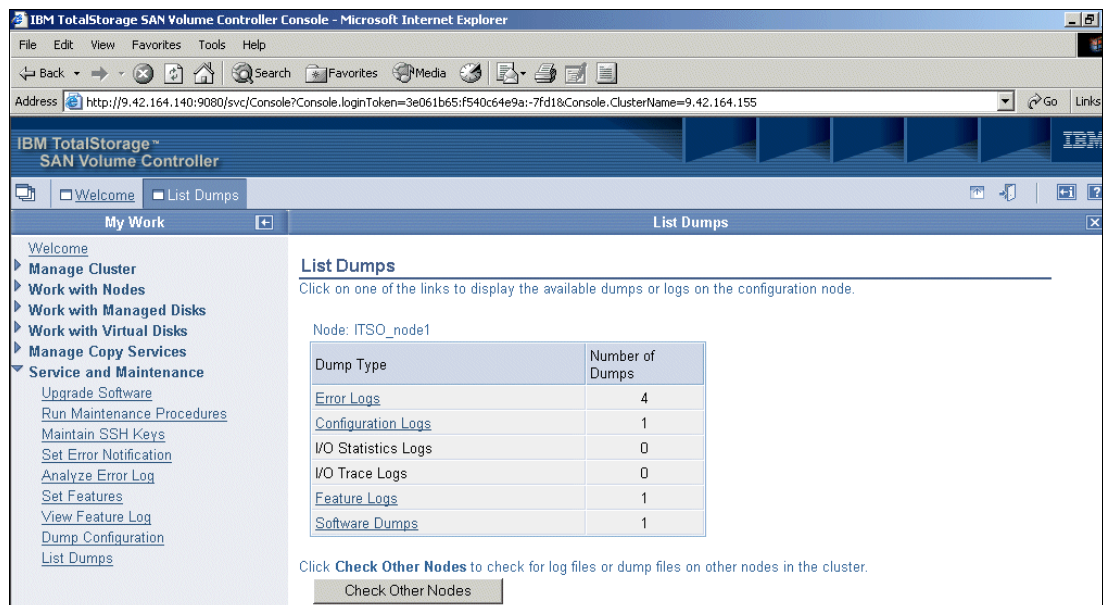 IBM TotalStorage SAN Volume Controller Console - Microsoft Internet Explorer
File Edit View Favorites Tools Help
Back Search Favorites Media
Address http://9.42.164.140:9080/svc/Console?Console.loginToken=3e061b65:f540c64e9a:-7fd1&Console.ClusterName=9.42.164.155 Go Links
IBM TotalStorage™
SAN Volume Controller
IBM
Welcome List Dumps
My Work
List Dumps
Welcome
Manage Cluster
Work with Nodes
Work with Managed Disks
Work with Virtual Disks
Manage Copy Services
Service and Maintenance
Upgrade Software
Run Maintenance Procedures
Maintain SSH Keys
Set Error Notification
Analyze Error Log
Set Features
View Feature Log
Dump Configuration
List Dumps
List Dumps
Click on one of the links to display the available dumps or logs on the configuration node.
Node: ITSO_node1
Dump Type Number of Dumps
Error Logs 4
Configuration Logs 1
I/O Statistics Logs 0
I/O Trace Logs 0
Feature Logs 1
Software Dumps 1
Click Check Other Nodes to check for log files or dump files on other nodes in the cluster.
Check Other Nodes